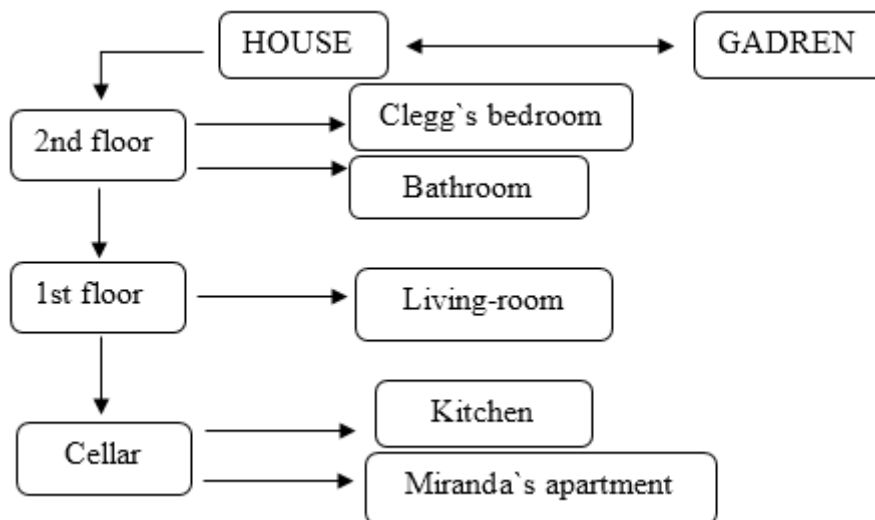 HOUSE
GADREN
2nd floor
Clegg`s bedroom
Bathroom
1st floor
Living-room
Cellar
Kitchen
Miranda`s apartment